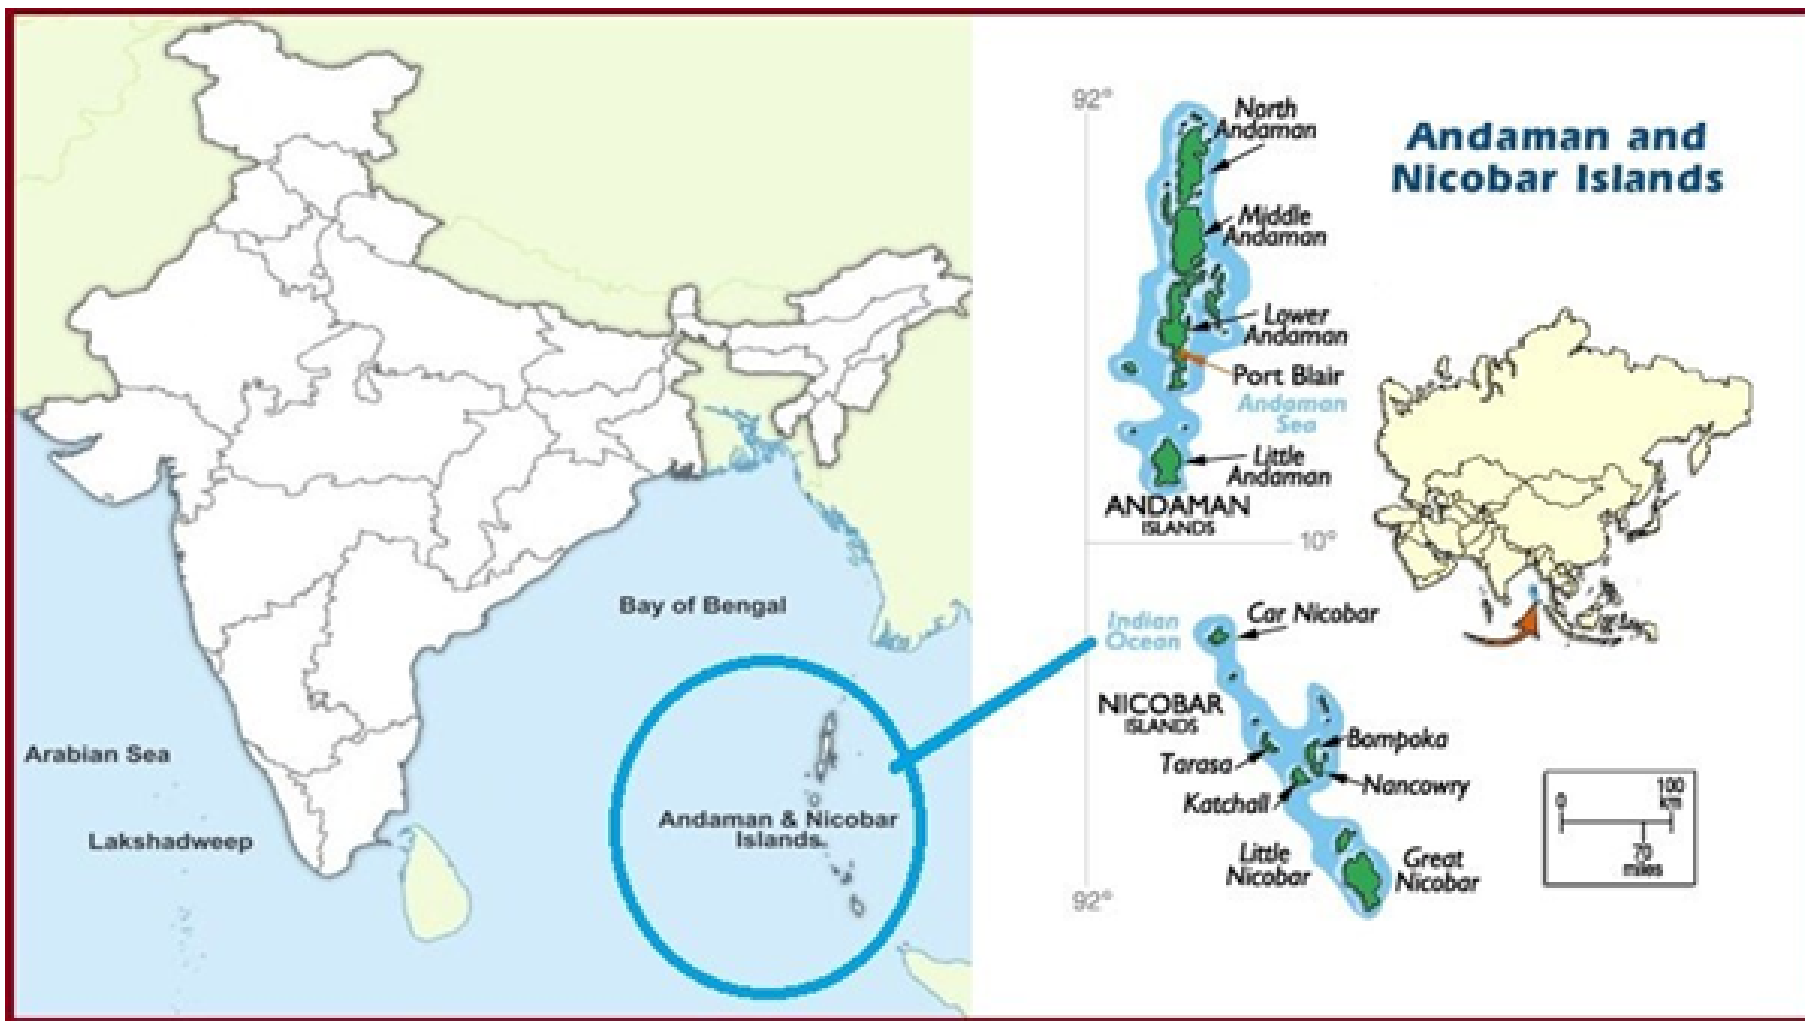 Bay of Bengal
Arabian Sea
Lakshadweep
Andaman & Nicobar
Islands
Andaman and
Nicobar Islands
92°
North
Andaman
Middle
Andaman
Lower
Andaman
Port Blair
Andaman
Sea
Little
Andaman
ANDAMAN
ISLANDS
10°
Indian
Ocean
Car Nicobar
NICOBAR
ISLANDS
Bompoka
Tarasa
Nancowry
Katchall
Little
Nicobar
Great
Nicobar
92°
0
100
km
70
miles